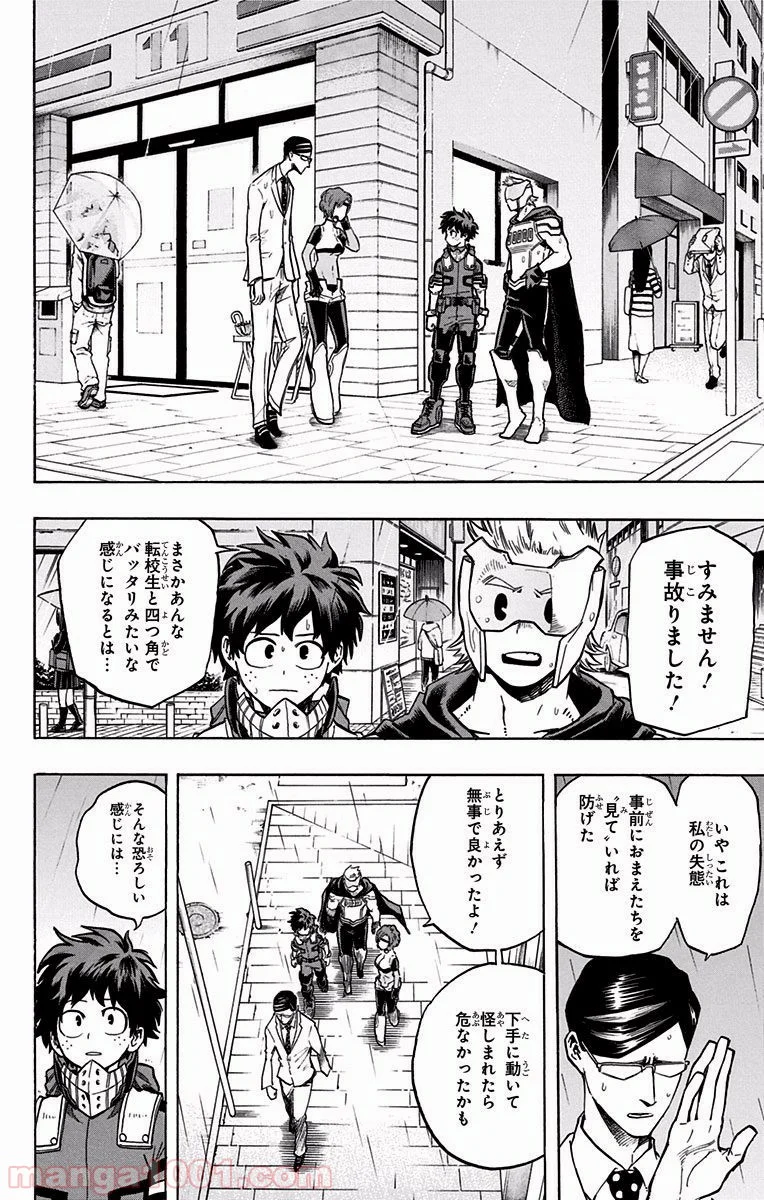 11
すみません！
事故りました！
まさかあんな
転校生と四つ角で
バッタリみたいな
感じになるとは…
いや これは
私の失態
事前におまえたちを
〝見て〟いれば
防げた
とりあえず
無事で良かったよ！
下手に動いて
怪しまれたら
危なかったかも
そんな恐ろしい
感じには…
manga1001.com